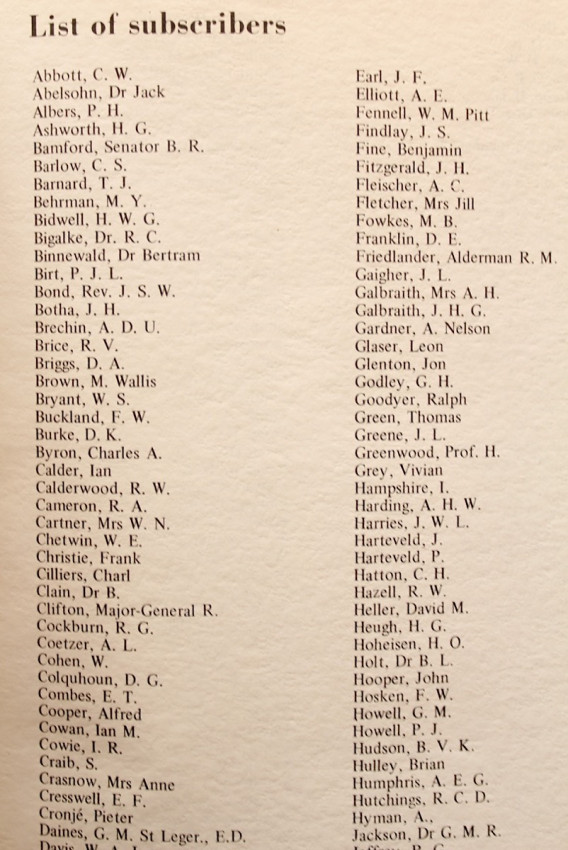 List of subscribers
Abbott, C. W.
Abelsohn, Dr Jack
Albers, P. H.
Ashworth, H. G.
Bamford, Senator B. R.
Barlow, C. S.
Barnard, T. J.
Behrman, M. Y.
Bidwell, H. W. G.
Bigalke, Dr. R. C.
Binnewald, Dr Bertram
Birt, P. J. L.
Bond, Rev. J. S. W.
Botha, J. H.
Brechin, A. D. U.
Brice, R. V.
Briggs, D. A.
Brown, M. Wallis
Bryant, W. S.
Buckland, F. W.
Burke, D. K.
Byron, Charles A.
Calder, Ian
Calderwood, R. W.
Cameron, R. A.
Cartner, Mrs W. N.
Chetwin, W. E.
Christie, Frank
Cilliers, Charl
Clain, Dr B.
Clifton, Major-General R.
Cockburn, R. G.
Coetzer, A. L.
Cohen, W.
Colquhoun, D. G.
Combes, E. T.
Cooper, Alfred
Cowan, Ian M.
Cowie, I. R.
Craib, S.
Crasnow, Mrs Anne
Cresswell, E. F.
Cronjé, Pieter
Daines, G. M. St Leger., E.D.
Earl, J. F.
Elliott, A. E.
Fennell, W. M. Pitt
Findlay, J. S.
Fine, Benjamin
Fitzgerald, J. H.
Fleischer, A. C.
Fletcher, Mrs Jill
Fowkes, M. B.
Franklin, D. E.
Friedlander, Alderman R. M.
Gaigher, J. L.
Galbraith, Mrs A. H.
Galbraith, J. H. G.
Gardner, A. Nelson
Glaser, Leon
Glenton, Jon
Godley, G. H.
Goodyer, Ralph
Green, Thomas
Greene, J. L.
Greenwood, Prof. H.
Grey, Vivian
Hampshire, I.
Harding, A. H. W.
Harries, J. W. L.
Harteveld, J.
Harteveld, P.
Hatton, C. H.
Hazell, R. W.
Heller, David M.
Heugh, H. G.
Hoheisen, H. O.
Holt, Dr B. L.
Hooper, John
Hosken, F. W.
Howell, G. M.
Howell, P. J.
Hudson, B. V. K.
Hulley, Brian
Humphris, A. E. G.
Hutchings, R. C. D.
Hyman, A.,
Jackson, Dr G. M. R.